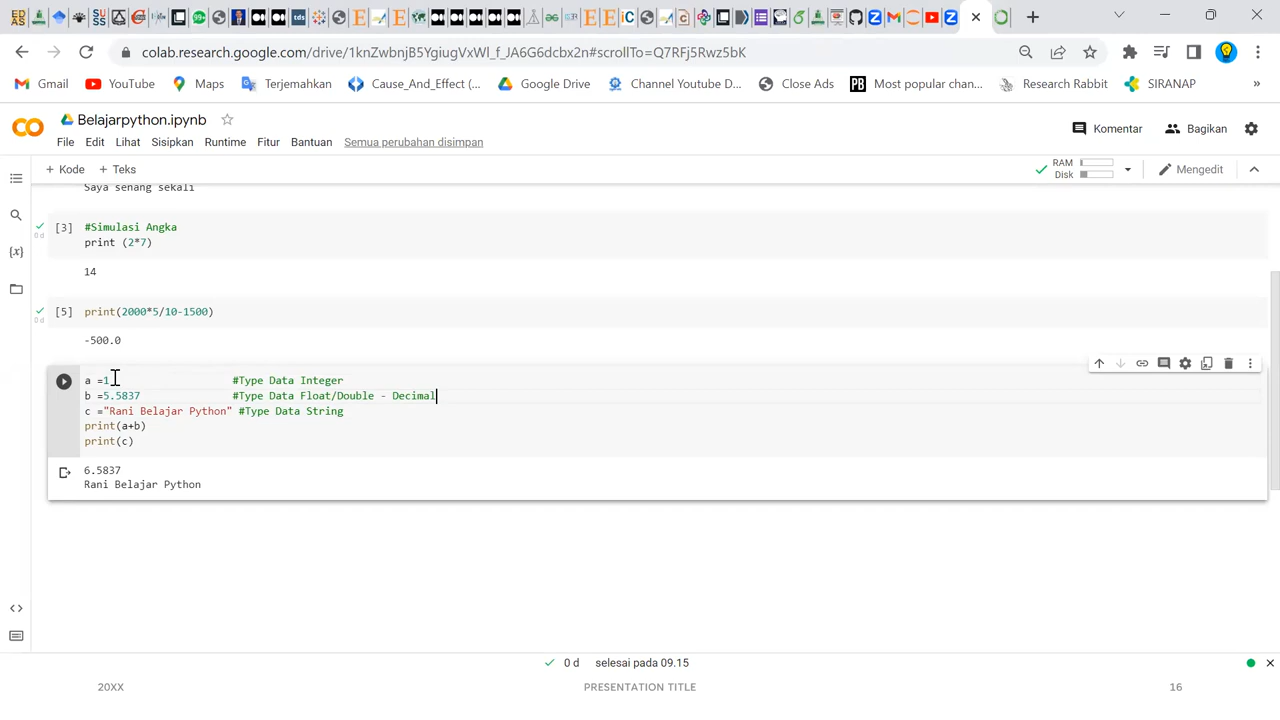 colab.research.google.com/drive/1knZwbnjB5YgiugVxWl_f_JA6G6dcbx2n#scrollTo=Q7RFj5Rwz5bK
Gmail YouTube Maps Terjemahkan Cause_And_Effect (... Google Drive Channel Youtube D... Close Ads PB Most popular chan... Research Rabbit SIRANAP »
Belajarpython.ipynb
Komentar Bagikan
File Edit Lihat Sisipkan Runtime Fitur Bantuan Semua perubahan disimpan
+ Kode + Teks
RAM
Disk
Mengedit
Saya senang sekali
[3] #Simulasi Angka
0 d
print (2*7)
14
{x}
[5] print(2000*5/10-1500)
0 d
-500.0
a =1 #Type Data Integer
b =5.5837 #Type Data Float/Double - Decimal
c ="Rani Belajar Python" #Type Data String
print(a+b)
print(c)
6.5837
Rani Belajar Python
0 d selesai pada 09.15
20XX PRESENTATION TITLE 16